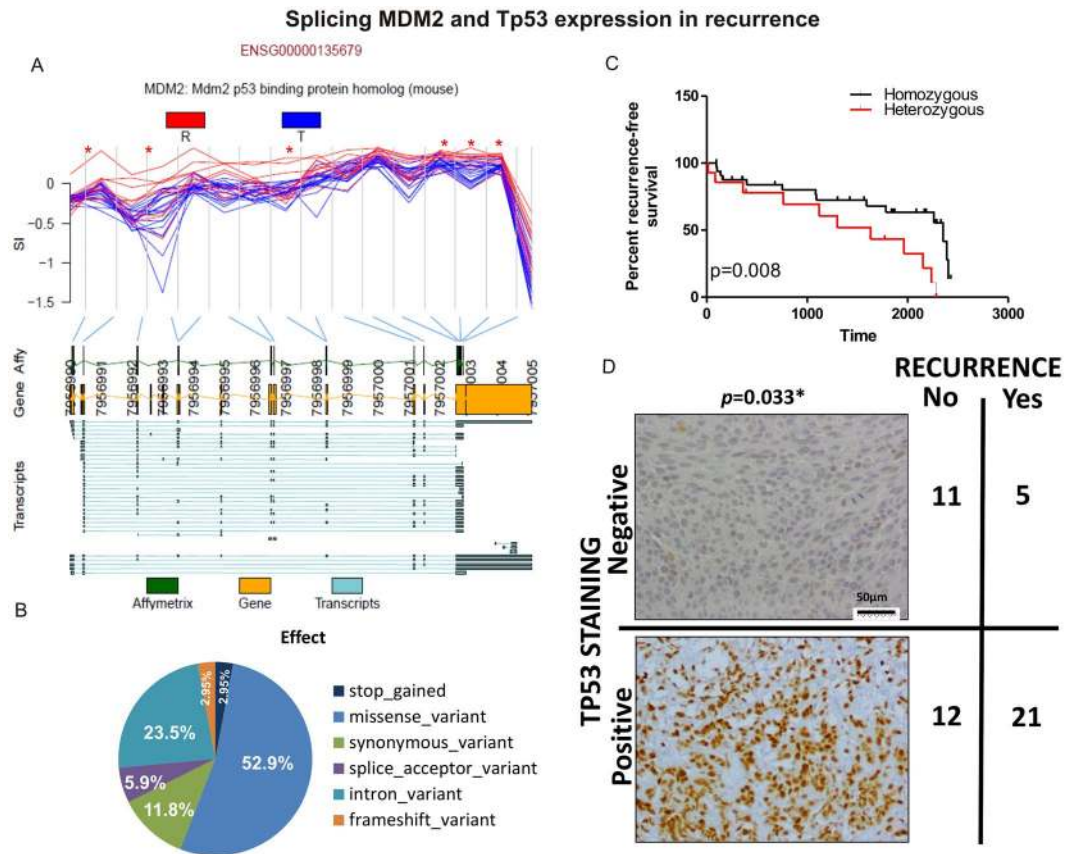 Splicing MDM2 and Tp53 expression in recurrence
ENSG00000135679
A
MDM2: Mdm2 p53 binding protein homolog (mouse)
R
T
* * * * * *
SI
0
−0.5
−1
−1.5
Affy
Gene
7956990
7956991
7956992
7956993
7956994
7956995
7956996
7956997
7956998
7956999
7957000
7957001
7957002
003
004
005
Transcripts
Affymetrix
Gene
Transcripts
B
Effect
2.95%
2.95%
52.9%
11.8%
5.9%
23.5%
stop_gained
missense_variant
synonymous_variant
splice_acceptor_variant
intron_variant
frameshift_variant
C
Homozygous
Heterozygous
Percent recurrence-free
survival
150
100
50
0
p=0.008
0 1000 2000 3000
Time
D
RECURRENCE
No Yes
p=0.033*
TP53 STAINING
Negative
50µm
11 5
Positive
12 21